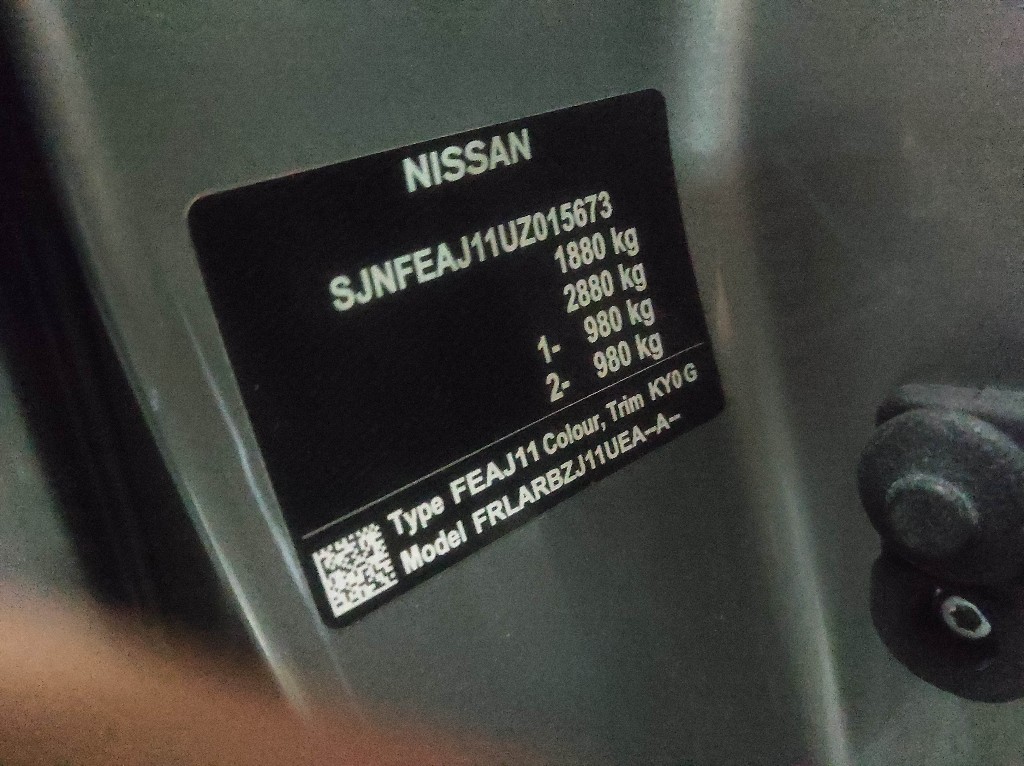 NISSAN
SJNFEAJ11UZ015673
1880 kg
2880 kg
1- 980 kg
2- 980 kg
Type FEAJ11 Colour, Trim KY0 G
Model FRLARBZJ11UEA--A--